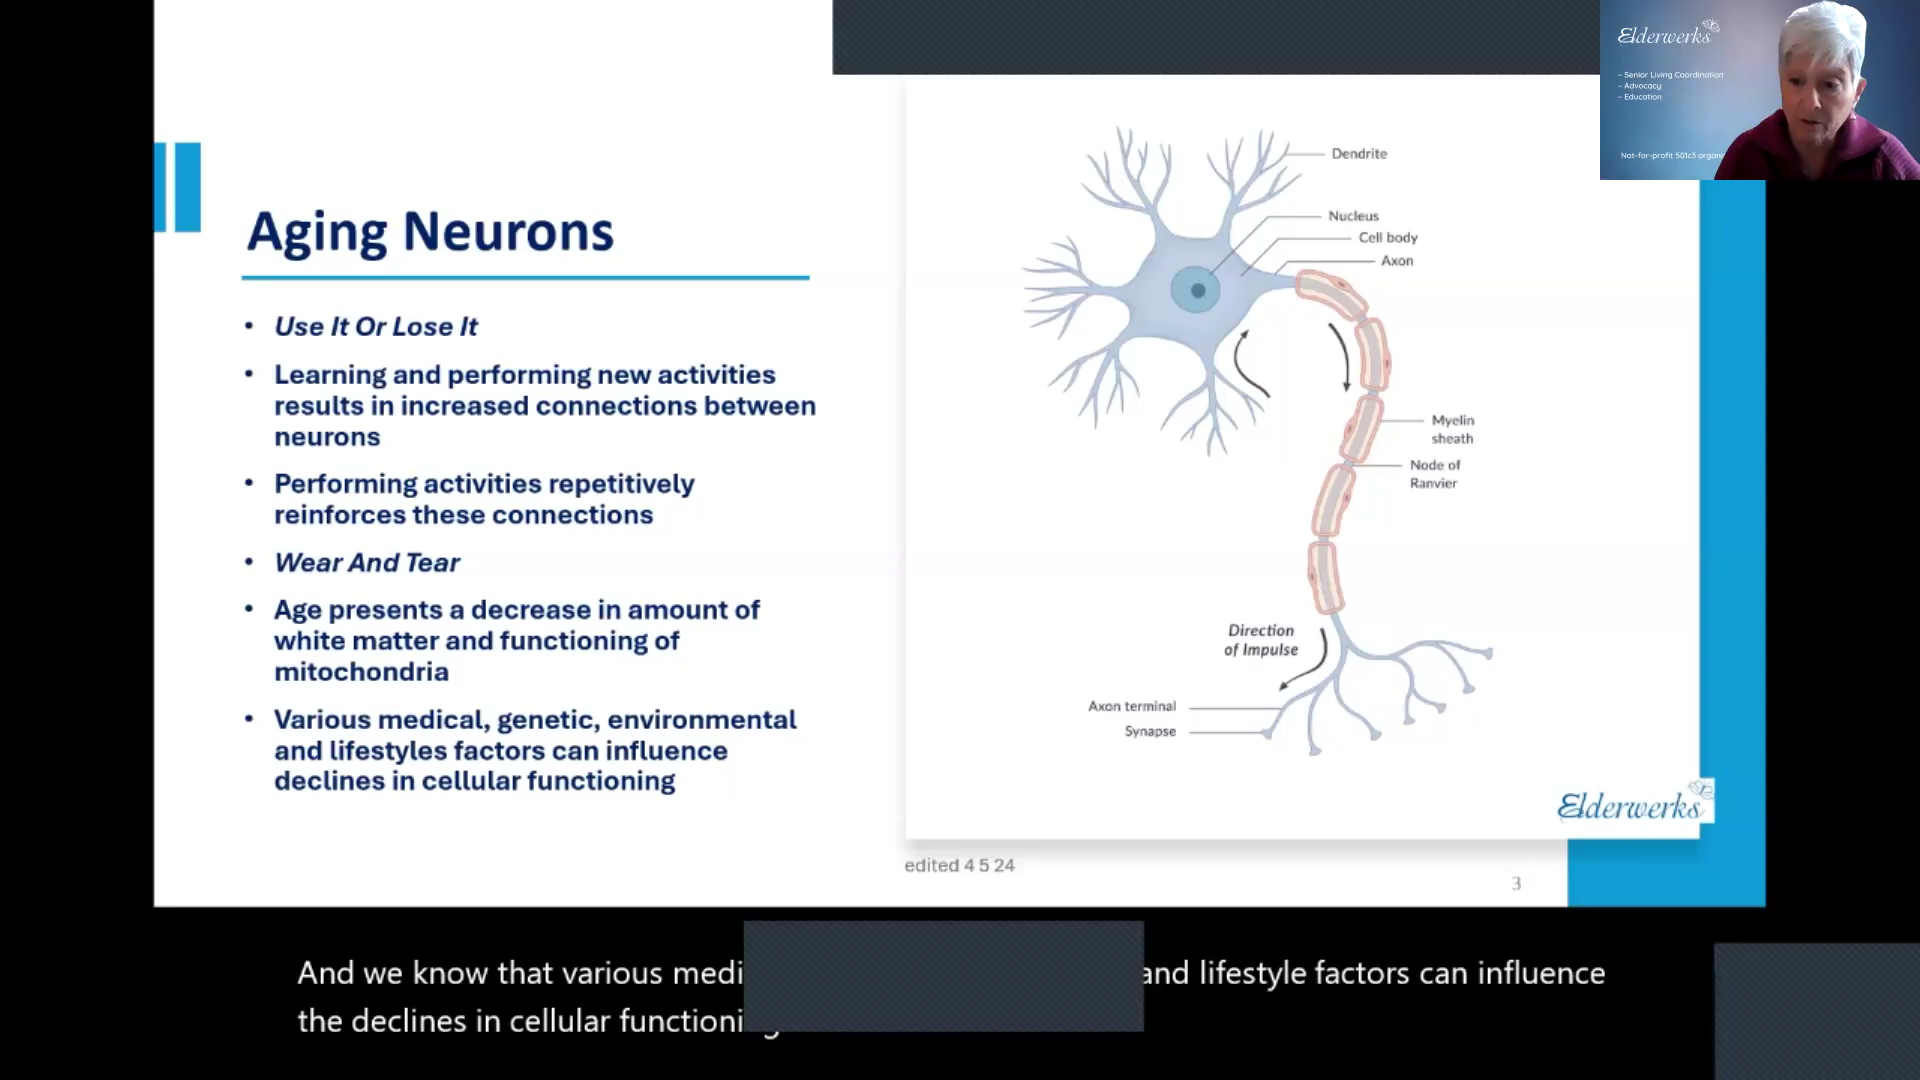 Elderwerks
- Senior Living Coordination
- Advocacy
- Education
Not-for-profit 501c3
Aging Neurons
• Use It Or Lose It
• Learning and performing new activities
results in increased connections between
neurons
• Performing activities repetitively
reinforces these connections
• Wear And Tear
• Age presents a decrease in amount of
white matter and functioning of
mitochondria
• Various medical, genetic, environmental
and lifestyles factors can influence
declines in cellular functioning
Dendrite
Nucleus
Cell body
Axon
Myelin
sheath
Node of
Ranvier
Direction
of Impulse
Axon terminal
Synapse
Elderwerks
edited 4 5 24
3
And we know that various and lifestyle factors can influence
the declines in cellular